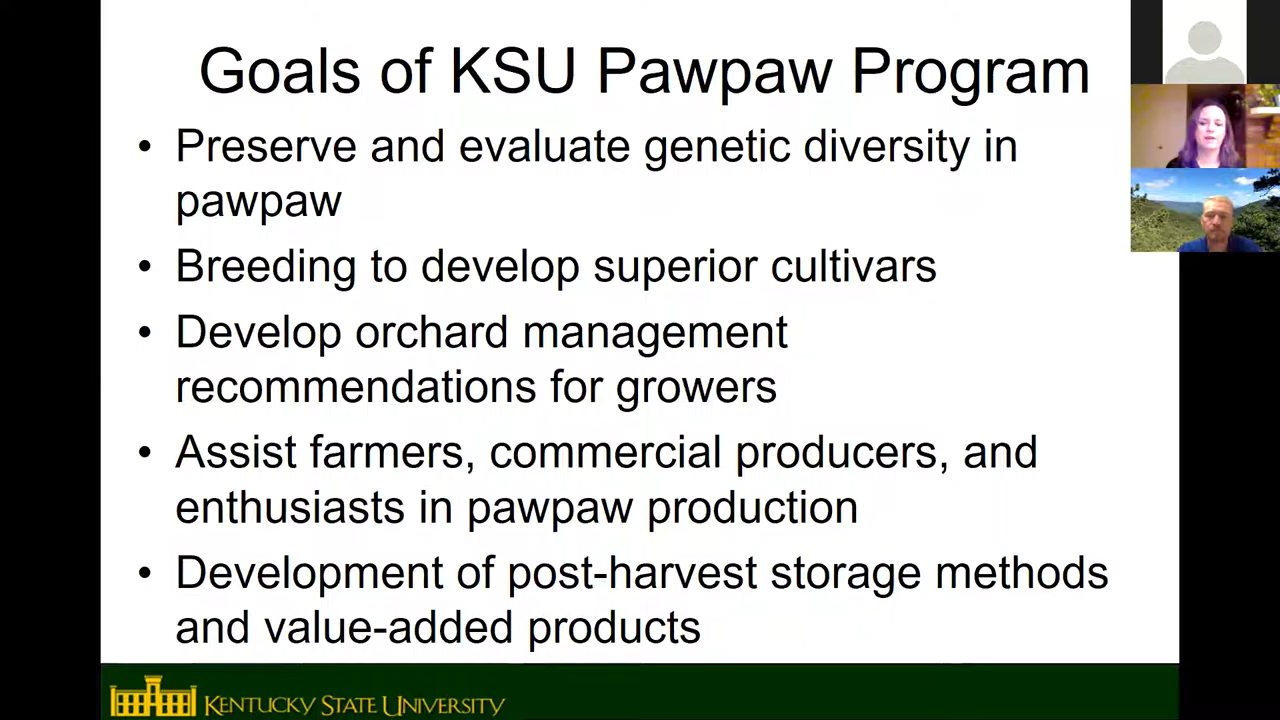 Goals of KSU Pawpaw Program
• Preserve and evaluate genetic diversity in
pawpaw
• Breeding to develop superior cultivars
• Develop orchard management
recommendations for growers
• Assist farmers, commercial producers, and
enthusiasts in pawpaw production
• Development of post-harvest storage methods
and value-added products
KENTUCKY STATE UNIVERSITY